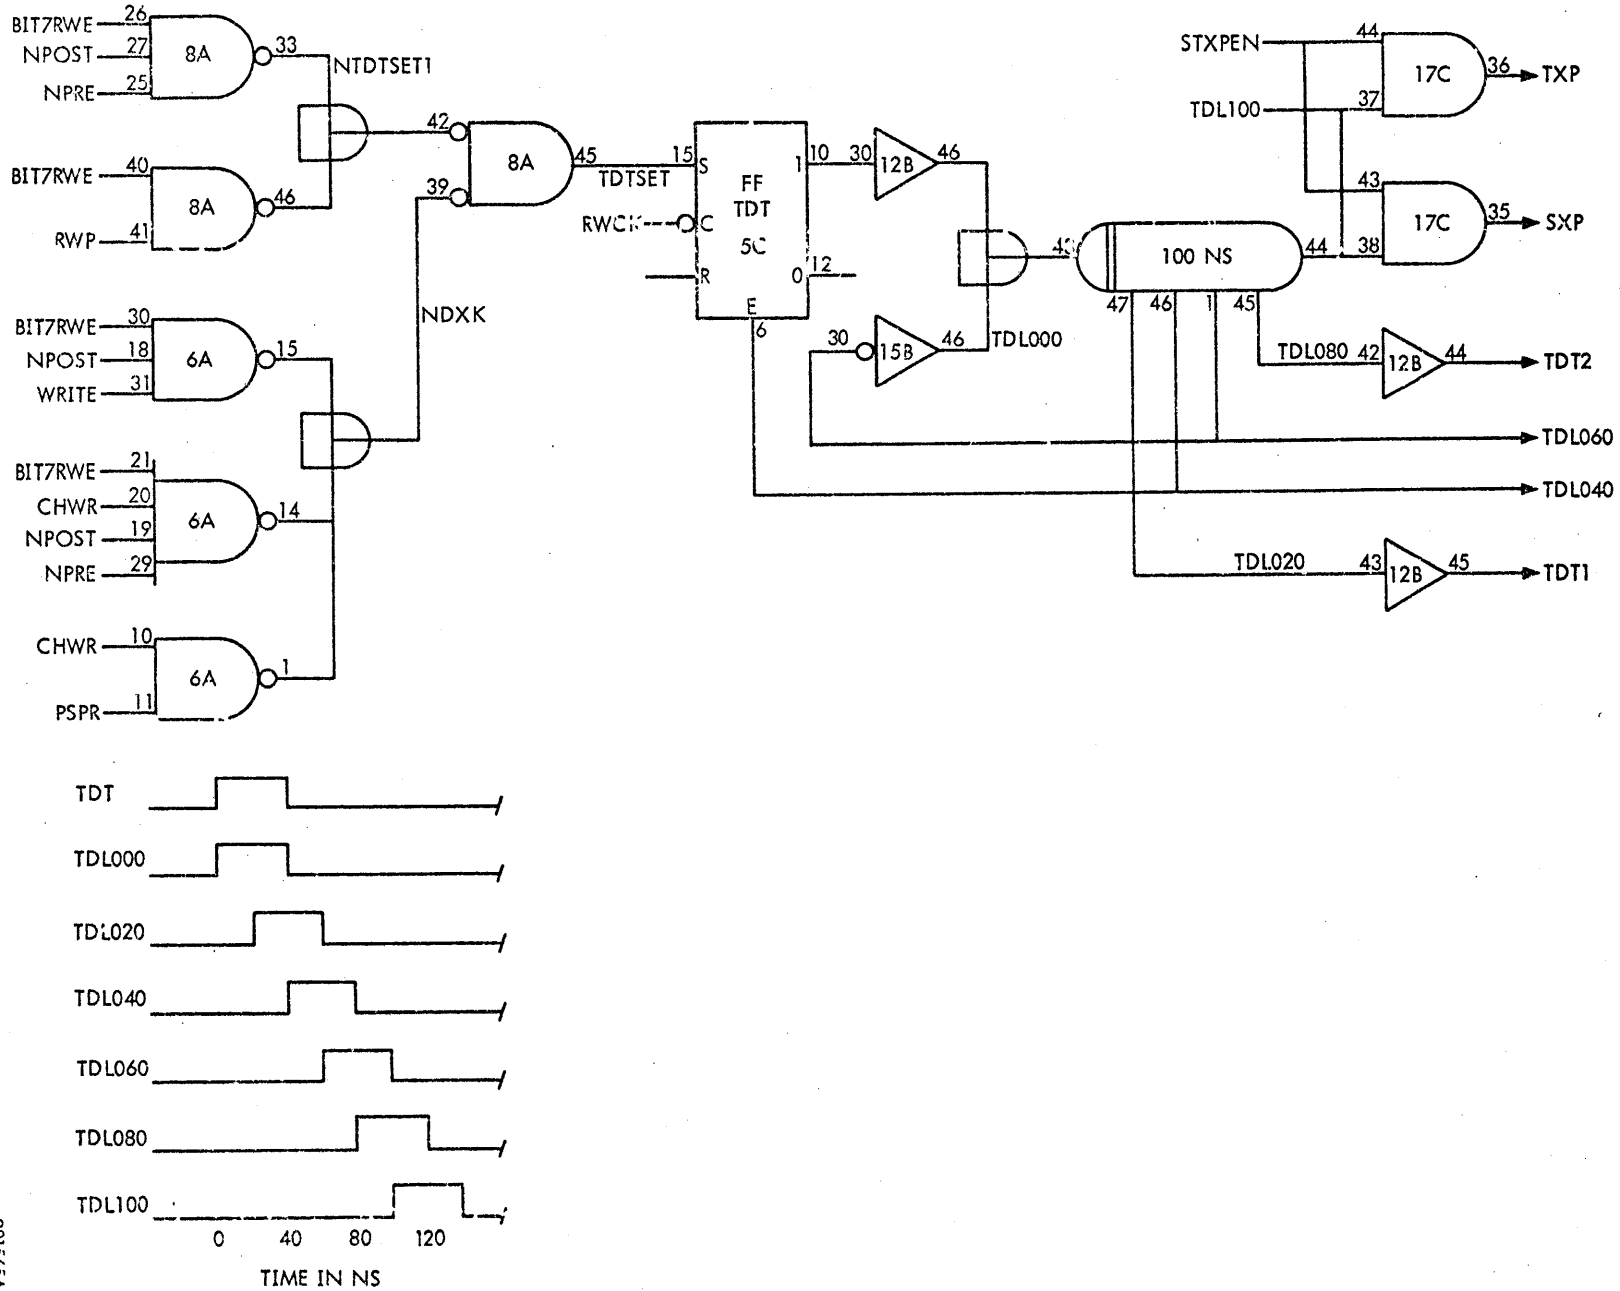 BIT7RWE 26
NPOST 27
NPRE 25
8A
33
NTDTSET1
BIT7RWE 40
RWP 41
8A
46
BIT7RWE 30
NPOST 18
WRITE 31
6A
15
BIT7RWE 21
CHWR 20
NPOST 19
NPRE 29
6A
14
CHWR 10
PSPR 11
6A
1
NDXK
42
39
8A
45
TDTSET
15 S
RWCK C
R
FF
TDT
5C
1 10
0 12
E
6
30 12B 46
30 15B 46
TDL000
100 NS
44
47 46 1 45
STXPEN 44
TDL100 37
17C
36 TXP
43
38
17C
35 SXP
TDL080 42 12B 44 TDT2
TDL060
TDL040
TDL020 43 12B 45 TDT1
TDT
TDL000
TDL020
TDL040
TDL060
TDL080
TDL100
0 40 80 120
TIME IN NS